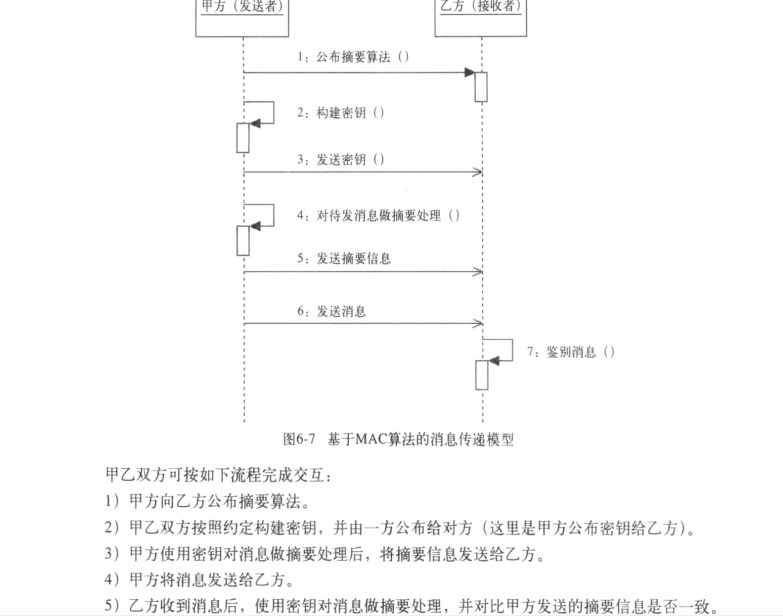 甲方（发送者）
乙方（接收者）
1：公布摘要算法（）
2：构建密钥（）
3：发送密钥（）
4：对待发消息做摘要处理（）
5：发送摘要信息
6：发送消息
7：鉴别消息（）
图6-7 基于MAC算法的消息传递模型
甲乙双方可按如下流程完成交互：
1）甲方向乙方公布摘要算法。
2）甲乙双方按照约定构建密钥，并由一方公布给对方（这里是甲方公布密钥给乙方）。
3）甲方使用密钥对消息做摘要处理后，将摘要信息发送给乙方。
4）甲方将消息发送给乙方。
5）乙方收到消息后，使用密钥对消息做摘要处理，并对比甲方发送的摘要信息是否一致。